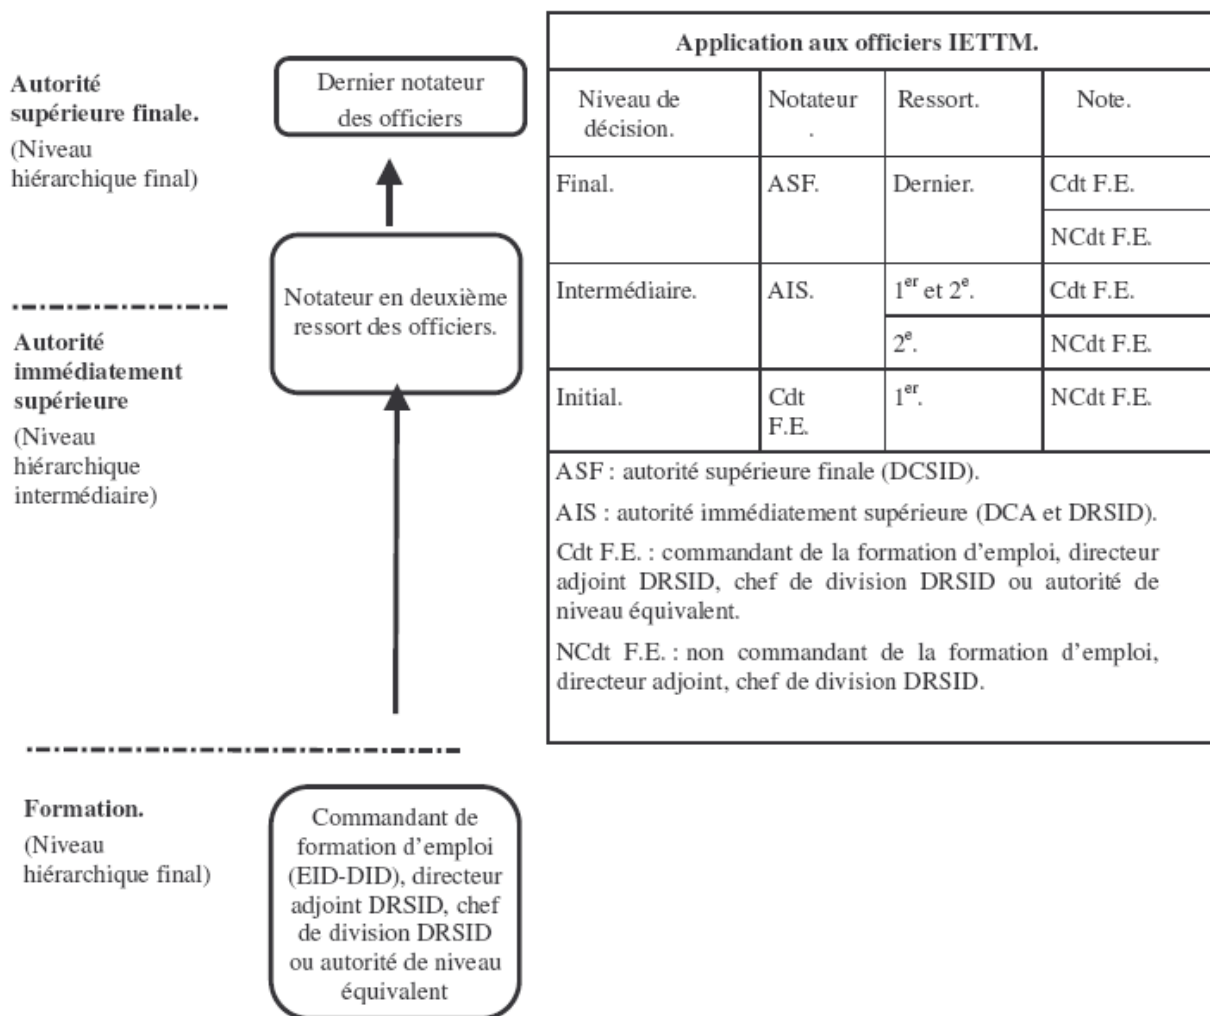 Autorité
supérieure finale.
(Niveau
hiérarchique final)
Dernier notateur
des officiers
Notateur en deuxième
ressort des officiers.
Autorité
immédiatement
supérieure
(Niveau
hiérarchique
intermédiaire)
Formation.
(Niveau
hiérarchique final)
Commandant de
formation d'emploi
(EID-DID), directeur
adjoint DRSID, chef
de division DRSID
ou autorité de niveau
équivalent
Application aux officiers IETTM.
Niveau de décision. Notateur . Ressort. Note.
Final. ASF. Dernier. Cdt F.E.
NCdt F.E.
Intermédiaire. AIS. 1er et 2e. Cdt F.E.
2e. NCdt F.E.
Initial. Cdt F.E. 1er. NCdt F.E.
ASF : autorité supérieure finale (DCSID).
AIS : autorité immédiatement supérieure (DCA et DRSID).
Cdt F.E. : commandant de la formation d'emploi, directeur
adjoint DRSID, chef de division DRSID ou autorité de
niveau équivalent.
NCdt F.E. : non commandant de la formation d'emploi,
directeur adjoint, chef de division DRSID.